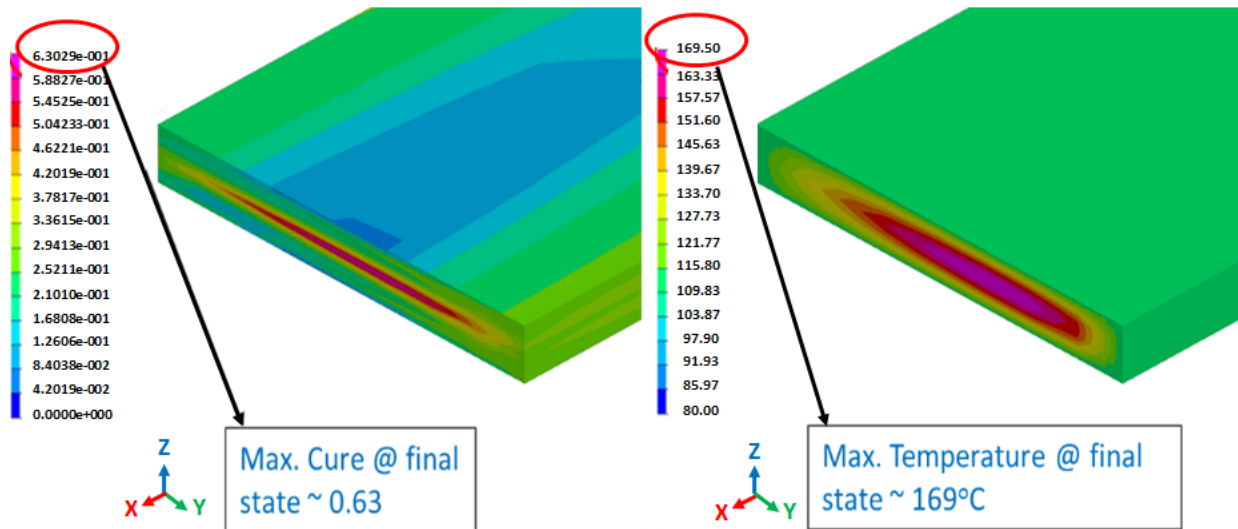 6.3029e-001
5.8827e-001
5.4525e-001
5.04233-001
4.6221e-001
4.2019e-001
3.7817e-001
3.3615e-001
2.9413e-001
2.5211e-001
2.1010e-001
1.6808e-001
1.2606e-001
8.4038e-002
4.2019e-002
0.0000e+000
Z
X
Y
Max. Cure @ final
state ~ 0.63
169.50
163.33
157.57
151.60
145.63
139.67
133.70
127.73
121.77
115.80
109.83
103.87
97.90
91.93
85.97
80.00
Z
X
Y
Max. Temperature @ final
state ~ 169°C